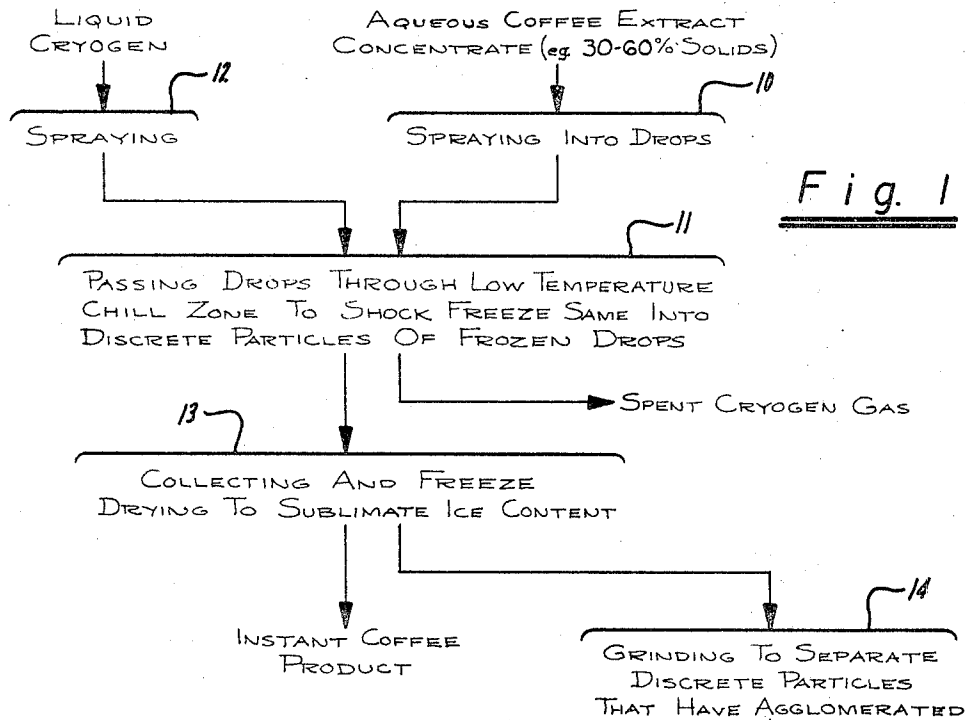 LIQUID
CRYOGEN
AQUEOUS COFFEE EXTRACT
CONCENTRATE (eg. 30-60% SOLIDS)
12
10
SPRAYING
SPRAYING INTO DROPS
Fig. 1
11
PASSING DROPS THROUGH LOW TEMPERATURE
CHILL ZONE TO SHOCK FREEZE SAME INTO
DISCRETE PARTICLES OF FROZEN DROPS
SPENT CRYOGEN GAS
13
COLLECTING AND FREEZE
DRYING TO SUBLIMATE ICE CONTENT
14
INSTANT COFFEE
PRODUCT
GRINDING TO SEPARATE
DISCRETE PARTICLES
THAT HAVE AGGLOMERATED